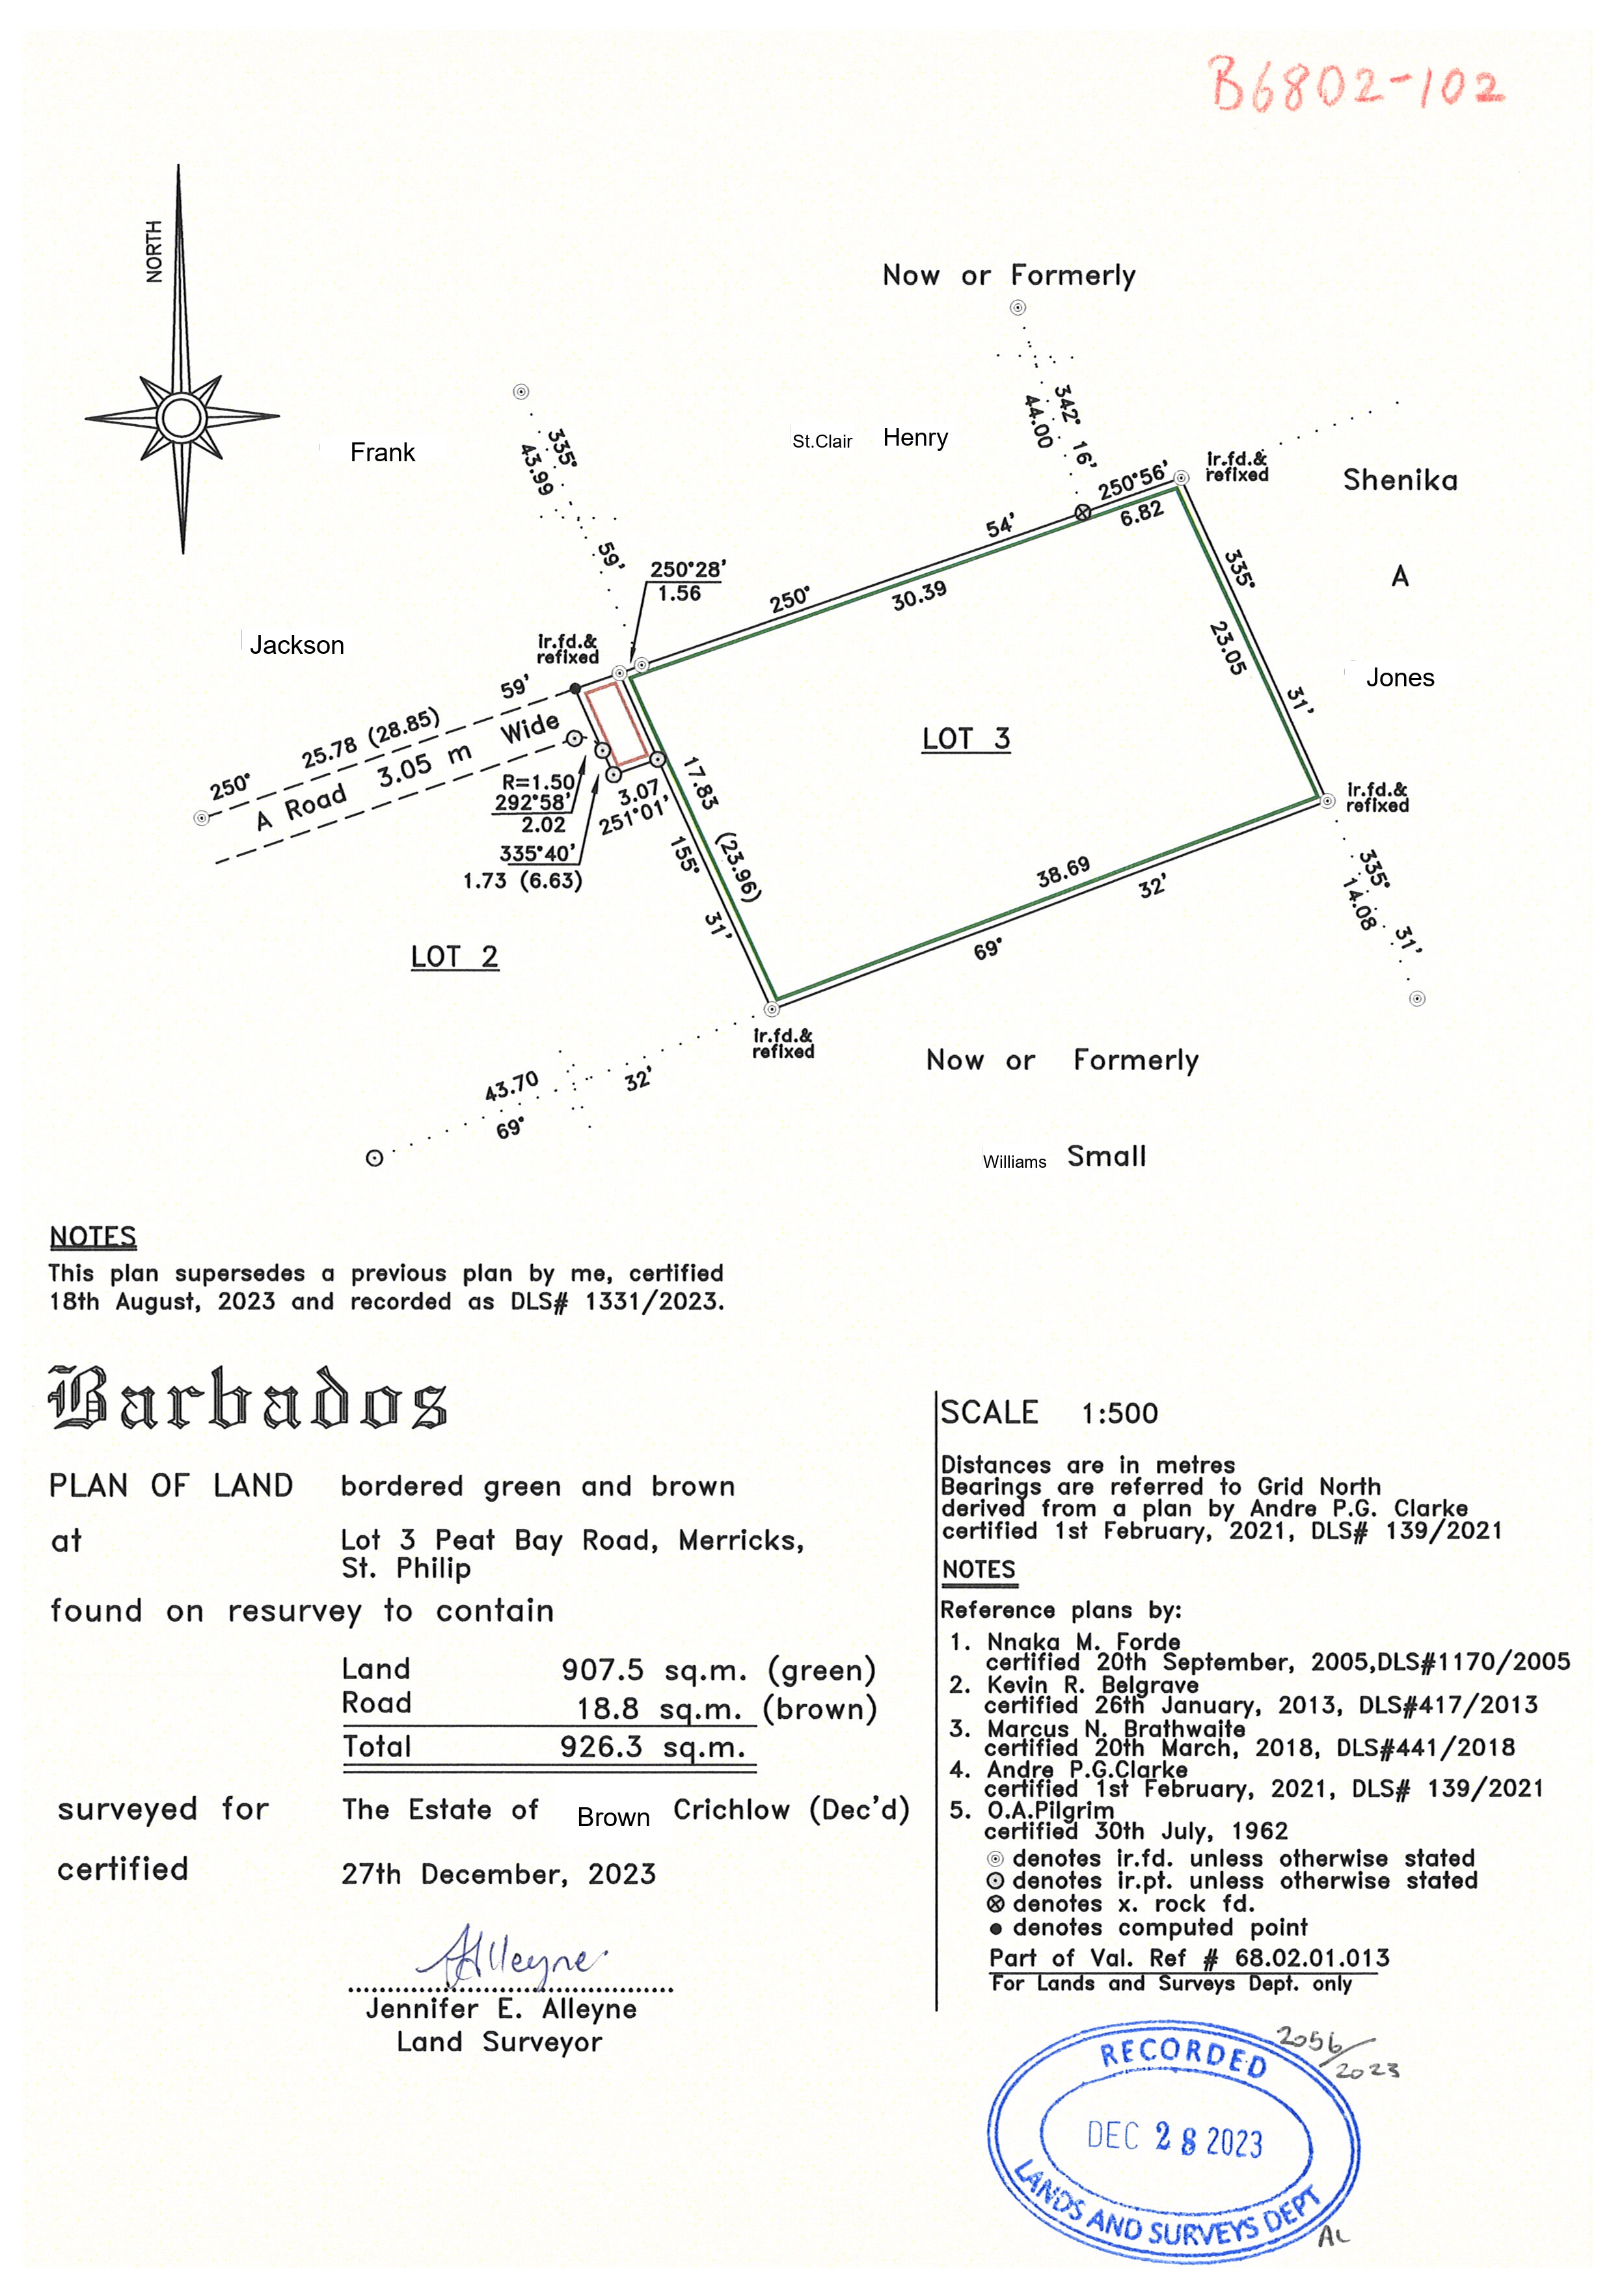 B6802-102
NORTH
Now or Formerly
342° 16'
44.00
Frank
335° 59'
43.99
St.Clair Henry
250°56'
6.82
ir.fd.&
refixed
Shenika
A
Jones
250° 54'
30.39
250°28'
1.56
ir.fd.&
refixed
Jackson
250° 59'
25.78 (28.85)
A Road 3.05 m Wide
335° 31'
23.05
LOT 3
R=1.50
292°58'
2.02
3.07
251°01'
335°40'
1.73 (6.63)
17.83 (23.96)
155° 31'
ir.fd.&
refixed
38.69
69° 32'
335° 31'
14.08
LOT 2
ir.fd.&
refixed
43.70
69° 32'
Now or Formerly
Williams Small
NOTES
This plan supersedes a previous plan by me, certified
18th August, 2023 and recorded as DLS# 1331/2023.
Barbados
PLAN OF LAND bordered green and brown
at Lot 3 Peat Bay Road, Merricks,
St. Philip
found on resurvey to contain
Land 907.5 sq.m. (green)
Road 18.8 sq.m. (brown)
Total 926.3 sq.m.
surveyed for The Estate of Brown Crichlow (Dec'd)
certified 27th December, 2023
JAlleyne
Jennifer E. Alleyne
Land Surveyor
SCALE 1:500
Distances are in metres
Bearings are referred to Grid North
derived from a plan by Andre P.G. Clarke
certified 1st February, 2021, DLS# 139/2021
NOTES
Reference plans by:
1. Nnaka M. Forde
certified 20th September, 2005,DLS#1170/2005
2. Kevin R. Belgrave
certified 26th January, 2013, DLS#417/2013
3. Marcus N. Brathwaite
certified 20th March, 2018, DLS#441/2018
4. Andre P.G.Clarke
certified 1st February, 2021, DLS# 139/2021
5. O.A.Pilgrim
certified 30th July, 1962
denotes ir.fd. unless otherwise stated
denotes ir.pt. unless otherwise stated
denotes x. rock fd.
denotes computed point
Part of Val. Ref # 68.02.01.013
For Lands and Surveys Dept. only
2056/2023
RECORDED
DEC 28 2023
LANDS AND SURVEYS DEPT
AL